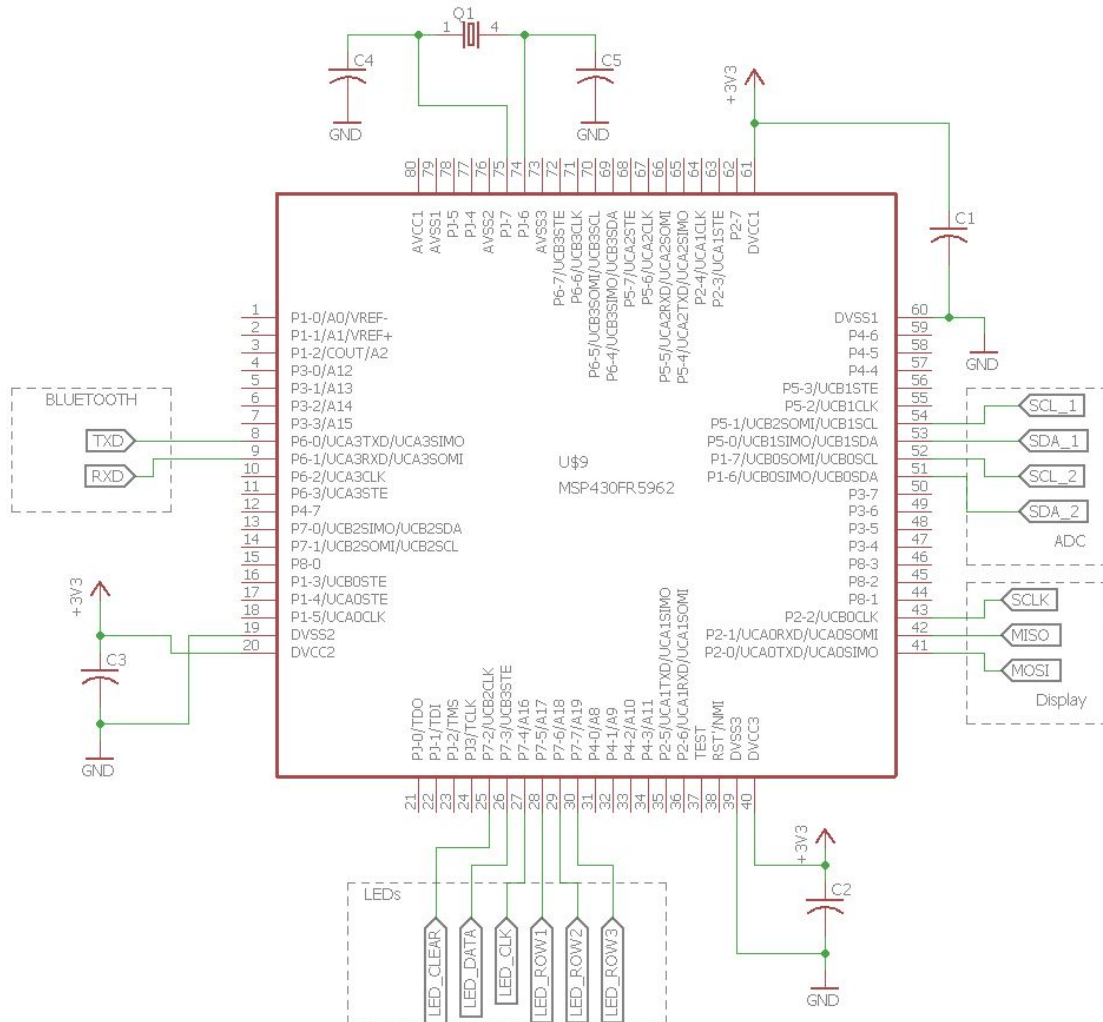 Q1
1
4
C4
C5
GND
GND
+3V3
C1
GND
80
79
78
77
76
75
74
73
72
71
70
69
68
67
66
65
64
63
62
61
AVCC1
AVSS1
PJ-5
PJ-4
AVSS2
PJ-7
PJ-6
AVSS3
P6-7/UCB3STE
P6-6/UCB3CLK
P6-5/UCB3SOMI/UCB3SCL
P6-4/UCB3SIMO/UCB3SDA
P5-7/UCA2STE
P5-6/UCA2CLK
P5-5/UCA2RXD/UCA2SOMI
P5-4/UCA2TXD/UCA2SIMO
P2-4/UCA1CLK
P2-3/UCA1STE
P2-7
DVCC1
1 P1-0/A0/VREF-
2 P1-1/A1/VREF+
3 P1-2/COUT/A2
4 P3-0/A12
5 P3-1/A13
6 P3-2/A14
7 P3-3/A15
8 P6-0/UCA3TXD/UCA3SIMO
9 P6-1/UCA3RXD/UCA3SOMI
10 P6-2/UCA3CLK
11 P6-3/UCA3STE
12 P4-7
13 P7-0/UCB2SIMO/UCB2SDA
14 P7-1/UCB2SOMI/UCB2SCL
15 P8-0
16 P1-3/UCB0STE
17 P1-4/UCA0STE
18 P1-5/UCA0CLK
19 DVSS2
20 DVCC2
BLUETOOTH
TXD
RXD
+3V3
C3
GND
U$9
MSP430FR5962
DVSS1 60
P4-6 59
P4-5 58
P4-4 57
P5-3/UCB1STE 56
P5-2/UCB1CLK 55
P5-1/UCB2SOMI/UCB1SCL 54
P5-0/UCB1SIMO/UCB1SDA 53
P1-7/UCB0SOMI/UCB0SCL 52
P1-6/UCB0SIMO/UCB0SDA 51
P3-7 50
P3-6 49
P3-5 48
P3-4 47
P8-3 46
P8-2 45
P8-1 44
P2-2/UCB0CLK 43
P2-1/UCA0RXD/UCA0SOMI 42
P2-0/UCA0TXD/UCA0SIMO 41
SCL_1
SDA_1
SCL_2
SDA_2
ADC
SCLK
MISO
MOSI
Display
PJ-0/TDO
PJ-1/TDI
PJ-2/TMS
PJ3/TCLK
P7-2/UCB2CLK
P7-3/UCB3STE
P7-4/A16
P7-5/A17
P7-6/A18
P7-7/A19
P4-0/A8
P4-1/A9
P4-2/A10
P4-3/A11
P2-5/UCA1TXD/UCA1SIMO
P2-6/UCA1RXD/UCA1SOMI
TEST
RST'/NMI
DVSS3
DVCC3
21
22
23
24
25
26
27
28
29
30
31
32
33
34
35
36
37
38
39
40
LEDs
LED_CLEAR
LED_DATA
LED_CLK
LED_ROW1
LED_ROW2
LED_ROW3
+3V3
C2
GND